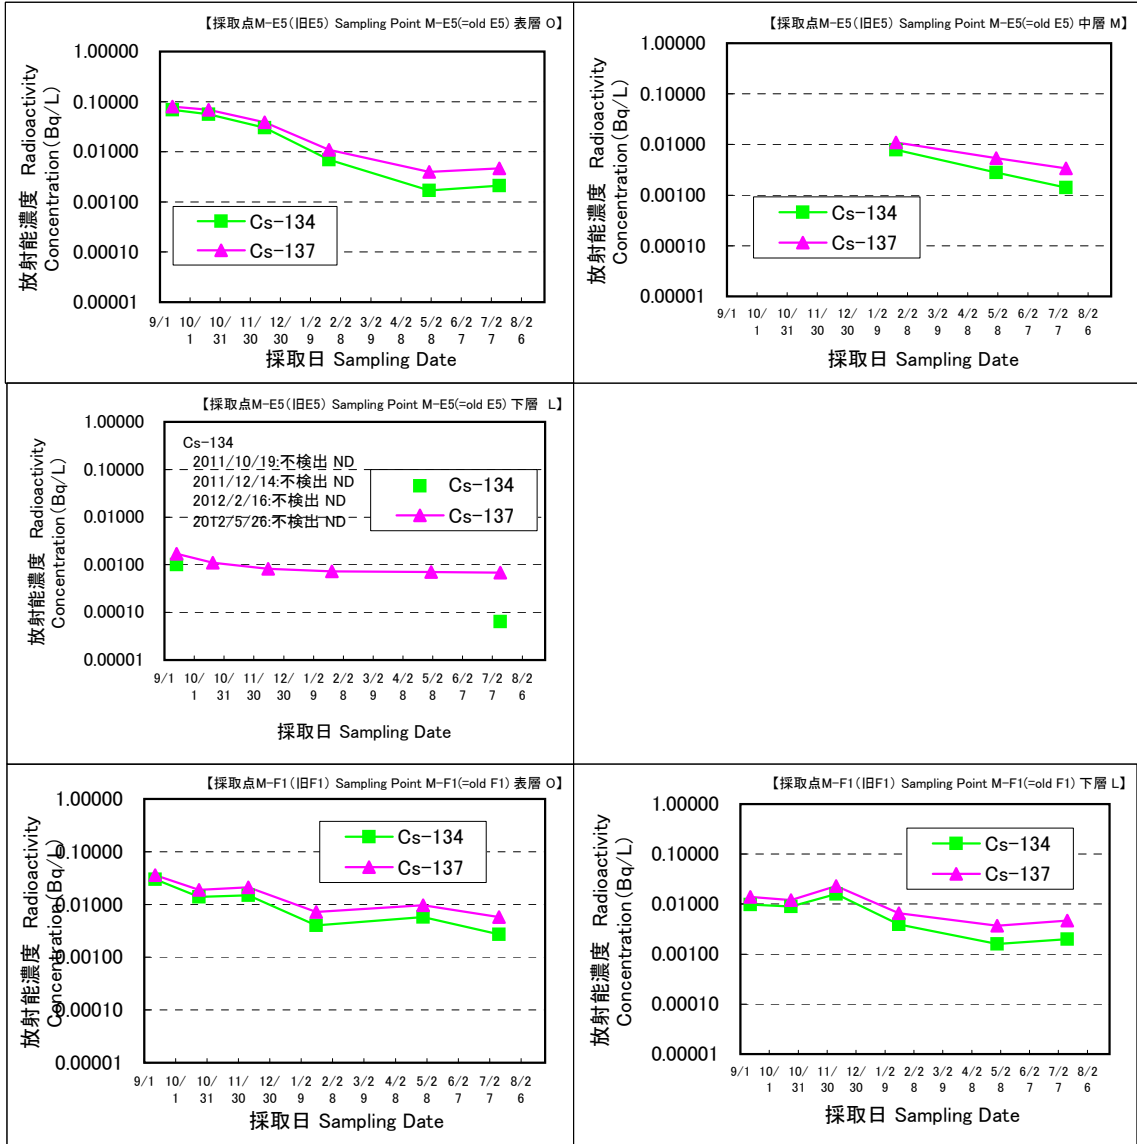 【採取点M-E5(旧E5) Sampling Point M-E5(=old E5) 表層 O】
放射能濃度 Radioactivity
Concentration(Bq/L)
1.00000
0.10000
0.01000
0.00100
0.00010
0.00001
Cs-134
Cs-137
9/1 10/1 10/31 11/30 12/30 1/29 2/28 3/29 4/28 5/28 6/27 7/27 8/26
採取日 Sampling Date
【採取点M-E5(旧E5) Sampling Point M-E5(=old E5) 中層 M】
放射能濃度 Radioactivity
Concentration(Bq/L)
1.00000
0.10000
0.01000
0.00100
0.00010
0.00001
Cs-134
Cs-137
9/1 10/1 10/31 11/30 12/30 1/29 2/28 3/29 4/28 5/28 6/27 7/27 8/26
採取日 Sampling Date
【採取点M-E5(旧E5) Sampling Point M-E5(=old E5) 下層 L】
放射能濃度 Radioactivity
Concentration(Bq/L)
1.00000
0.10000
0.01000
0.00100
0.00010
0.00001
Cs-134
2011/10/19:不検出 ND
2011/12/14:不検出 ND
2012/2/16:不検出 ND
2012/5/26:不検出 ND
Cs-134
Cs-137
9/1 10/1 10/31 11/30 12/30 1/29 2/28 3/29 4/28 5/28 6/27 7/27 8/26
採取日 Sampling Date
【採取点M-F1(旧F1) Sampling Point M-F1(=old F1) 表層 O】
放射能濃度 Radioactivity
Concentration(Bq/L)
1.00000
0.10000
0.01000
0.00100
0.00010
0.00001
Cs-134
Cs-137
9/1 10/1 10/31 11/30 12/30 1/29 2/28 3/29 4/28 5/28 6/27 7/27 8/26
採取日 Sampling Date
【採取点M-F1(旧F1) Sampling Point M-F1(=old F1) 下層 L】
放射能濃度 Radioactivity
Concentration(Bq/L)
1.00000
0.10000
0.01000
0.00100
0.00010
0.00001
Cs-134
Cs-137
9/1 10/1 10/31 11/30 12/30 1/29 2/28 3/29 4/28 5/28 6/27 7/27 8/26
採取日 Sampling Date